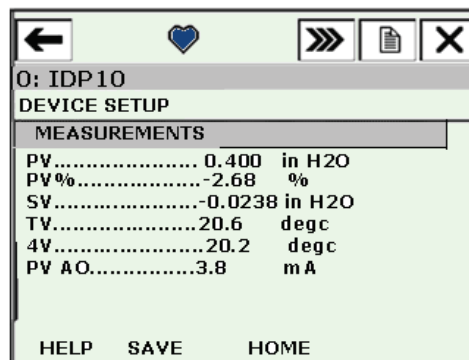 0: IDP10
DEVICE SETUP
MEASUREMENTS
PV...................... 0.400 in H2O
PV%...................-2.68 %
SV......................-0.0238 in H2O
TV......................20.6 degc
4V.......................20.2 degc
PV AO................3.8 mA
HELP SAVE HOME